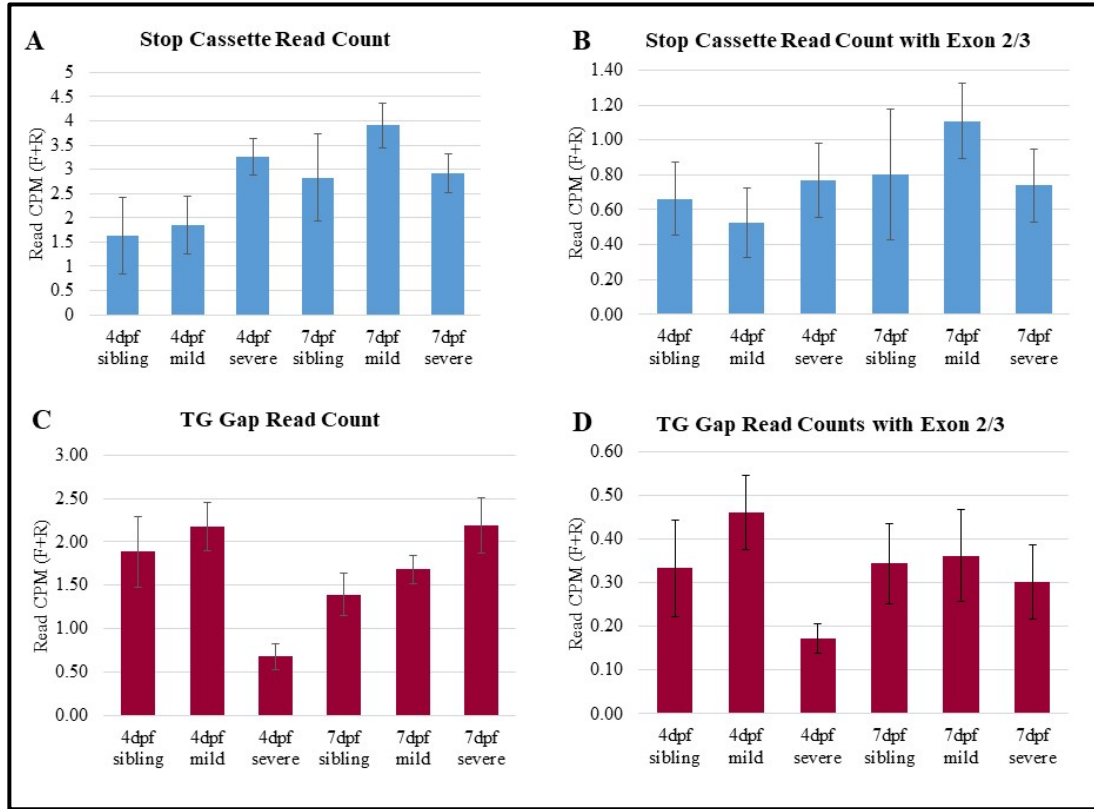 A
Stop Cassette Read Count
Read CPM (F+R)
5
4.5
4
3.5
3
2.5
2
1.5
1
0.5
0
4dpf 4dpf 4dpf 7dpf 7dpf 7dpf
sibling mild severe sibling mild severe
B
Stop Cassette Read Count with Exon 2/3
Read CPM (F+R)
1.40
1.20
1.00
0.80
0.60
0.40
0.20
0.00
4dpf 4dpf 4dpf 7dpf 7dpf 7dpf
sibling mild severe sibling mild severe
C
TG Gap Read Count
Read CPM (F+R)
3.00
2.50
2.00
1.50
1.00
0.50
0.00
4dpf 4dpf 4dpf 7dpf 7dpf 7dpf
sibling mild severe sibling mild severe
D
TG Gap Read Counts with Exon 2/3
Read CPM (F+R)
0.60
0.50
0.40
0.30
0.20
0.10
0.00
4dpf 4dpf 4dpf 7dpf 7dpf 7dpf
sibling mild severe sibling mild severe